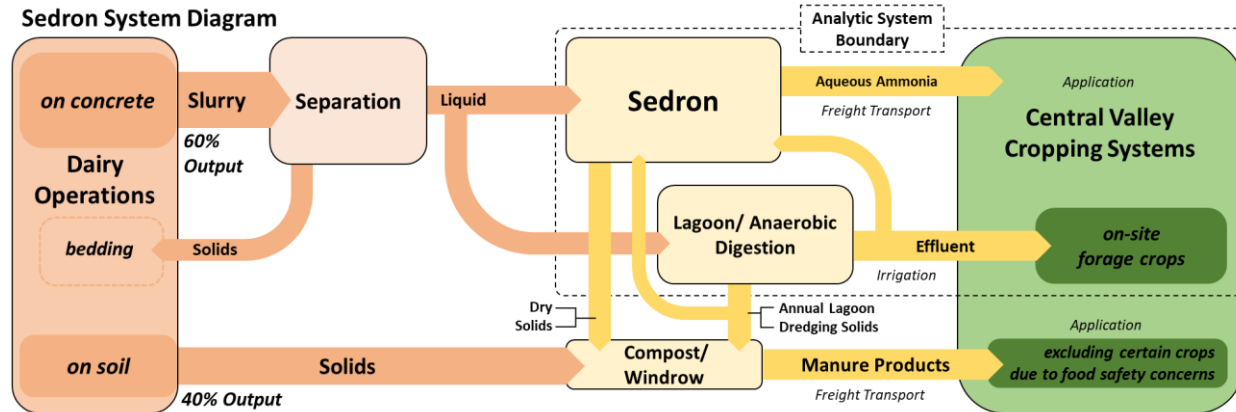 Sedron System Diagram
Analytic System
Boundary
on concrete
Slurry
60%
Output
Separation
Liquid
Sedron
Aqueous Ammonia
Freight Transport
Application
Central Valley
Cropping Systems
Dairy
Operations
bedding
Solids
Lagoon/ Anaerobic
Digestion
Effluent
Irrigation
on-site
forage crops
Dry
Solids
Annual Lagoon
Dredging Solids
on soil
Solids
40% Output
Compost/
Windrow
Manure Products
Freight Transport
Application
excluding certain crops
due to food safety concerns